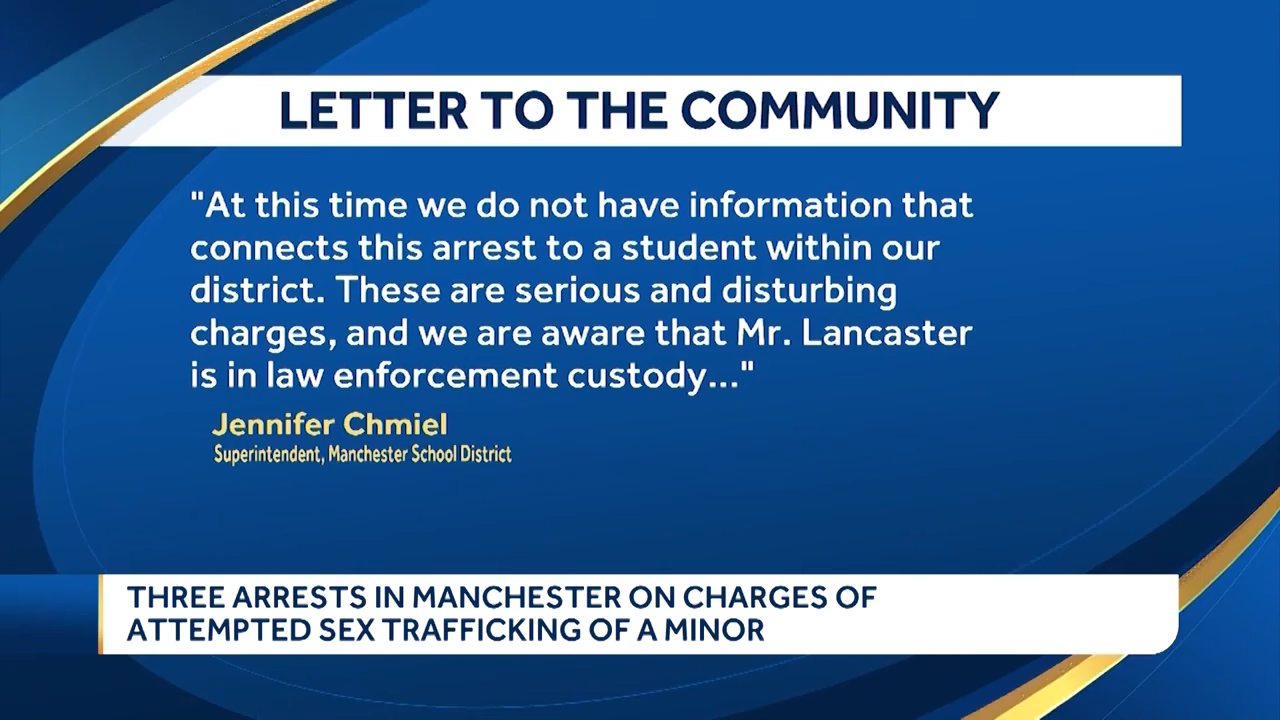 LETTER TO THE COMMUNITY
"At this time we do not have information that
connects this arrest to a student within our
district. These are serious and disturbing
charges, and we are aware that Mr. Lancaster
is in law enforcement custody..."
Jennifer Chmiel
Superintendent, Manchester School District
THREE ARRESTS IN MANCHESTER ON CHARGES OF
ATTEMPTED SEX TRAFFICKING OF A MINOR